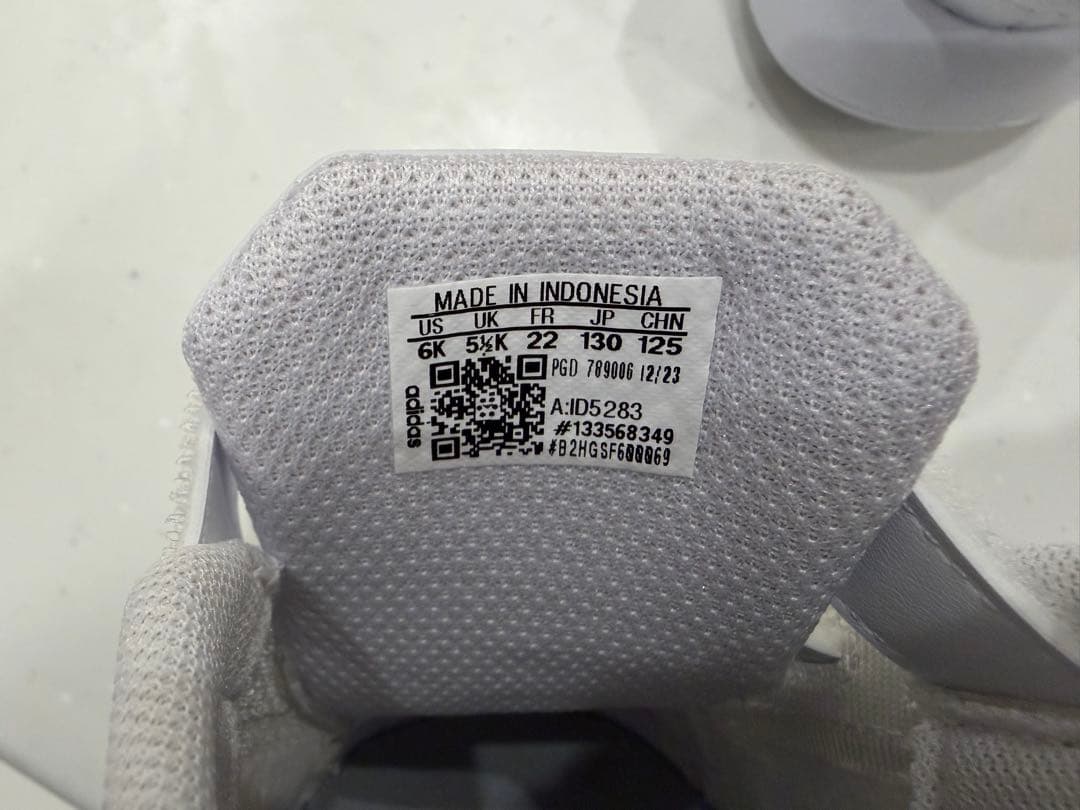 MADE IN INDONESIA
US UK FR JP CHN
6K 5½K 22 130 125
PGD 789006 12/23
adidas
A:ID5283
#133568349
#B2HGSF600069